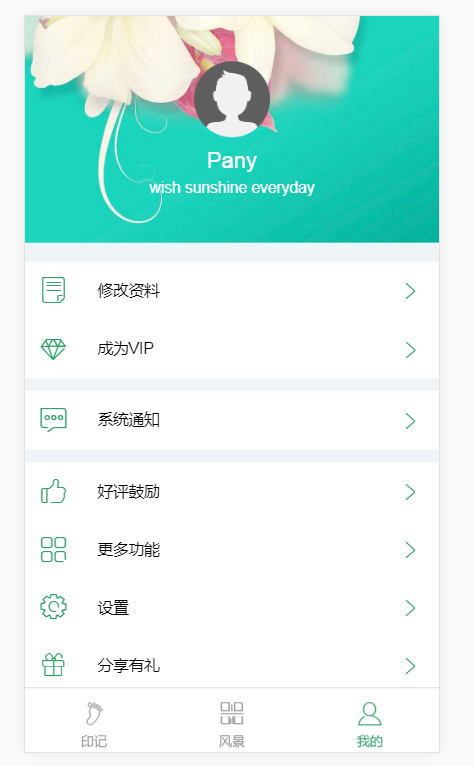 Pany
wish sunshine everyday
修改资料
成为VIP
系统通知
好评鼓励
更多功能
设置
分享有礼
印记
风景
我的